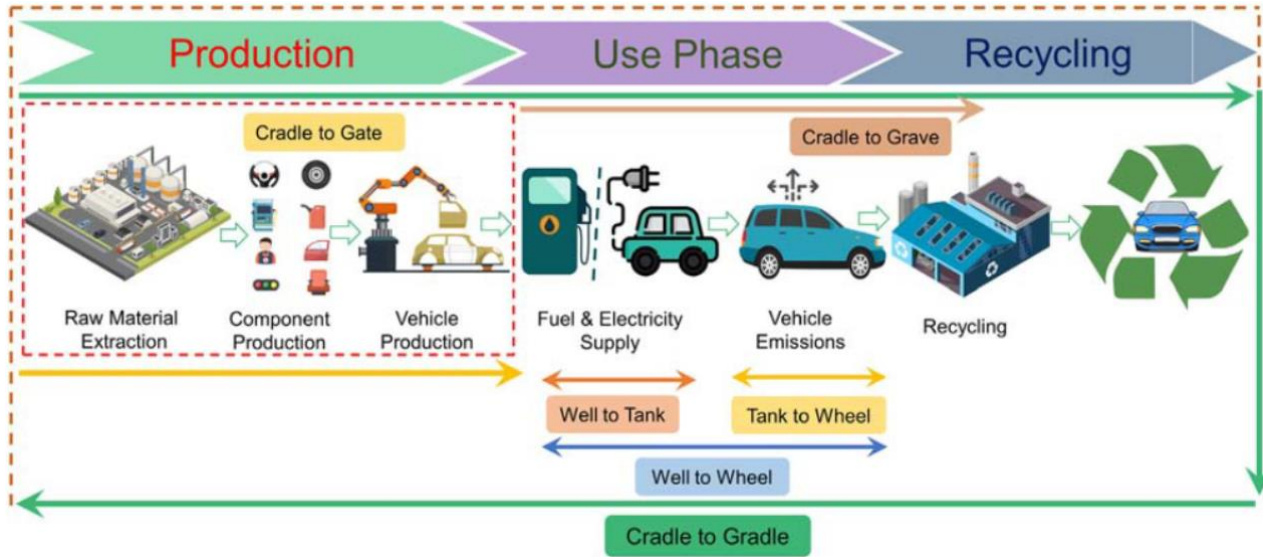 Production
Use Phase
Recycling
Cradle to Gate
Cradle to Grave
Raw Material
Extraction
Component
Production
Vehicle
Production
Fuel & Electricity
Supply
Vehicle
Emissions
Recycling
Well to Tank
Tank to Wheel
Well to Wheel
Cradle to Gradle